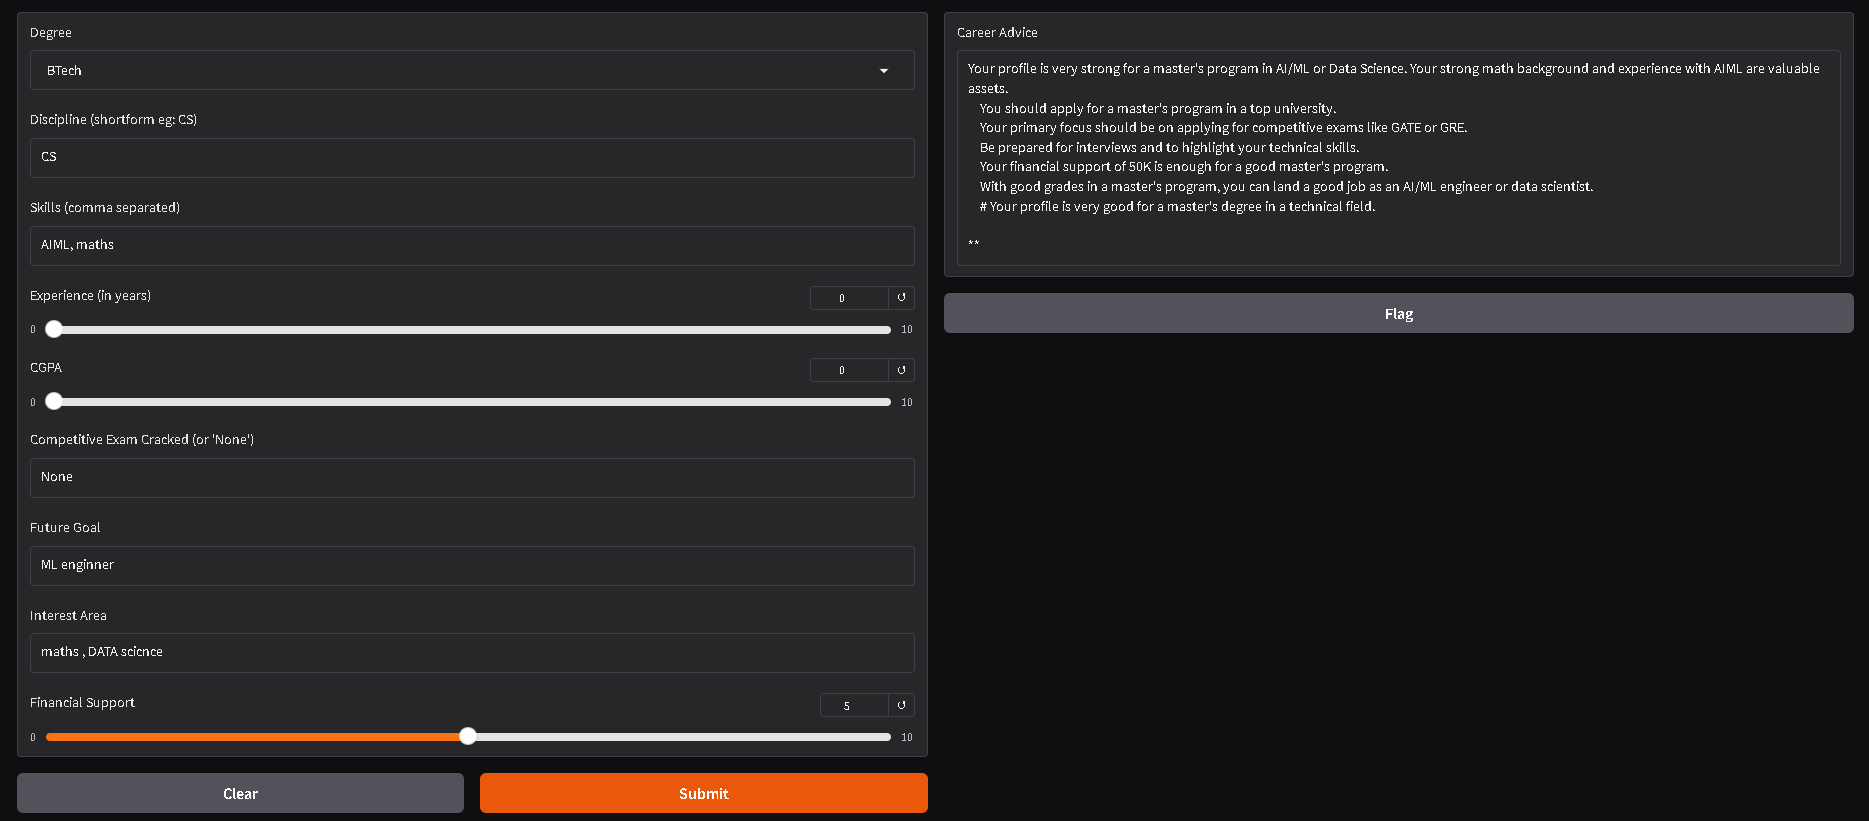 Degree
BTech
Discipline (shortform eg: CS)
CS
Skills (comma separated)
AIML, maths
Experience (in years)
0
0
10
CGPA
0
0
10
Competitive Exam Cracked (or 'None')
None
Future Goal
ML enginner
Interest Area
maths , DATA scicnce
Financial Support
5
0
10
Clear
Submit
Career Advice
Your profile is very strong for a master's program in AI/ML or Data Science. Your strong math background and experience with AIML are valuable
assets.
You should apply for a master's program in a top university.
Your primary focus should be on applying for competitive exams like GATE or GRE.
Be prepared for interviews and to highlight your technical skills.
Your financial support of 50K is enough for a good master's program.
With good grades in a master's program, you can land a good job as an AI/ML engineer or data scientist.
# Your profile is very good for a master's degree in a technical field.
**
Flag